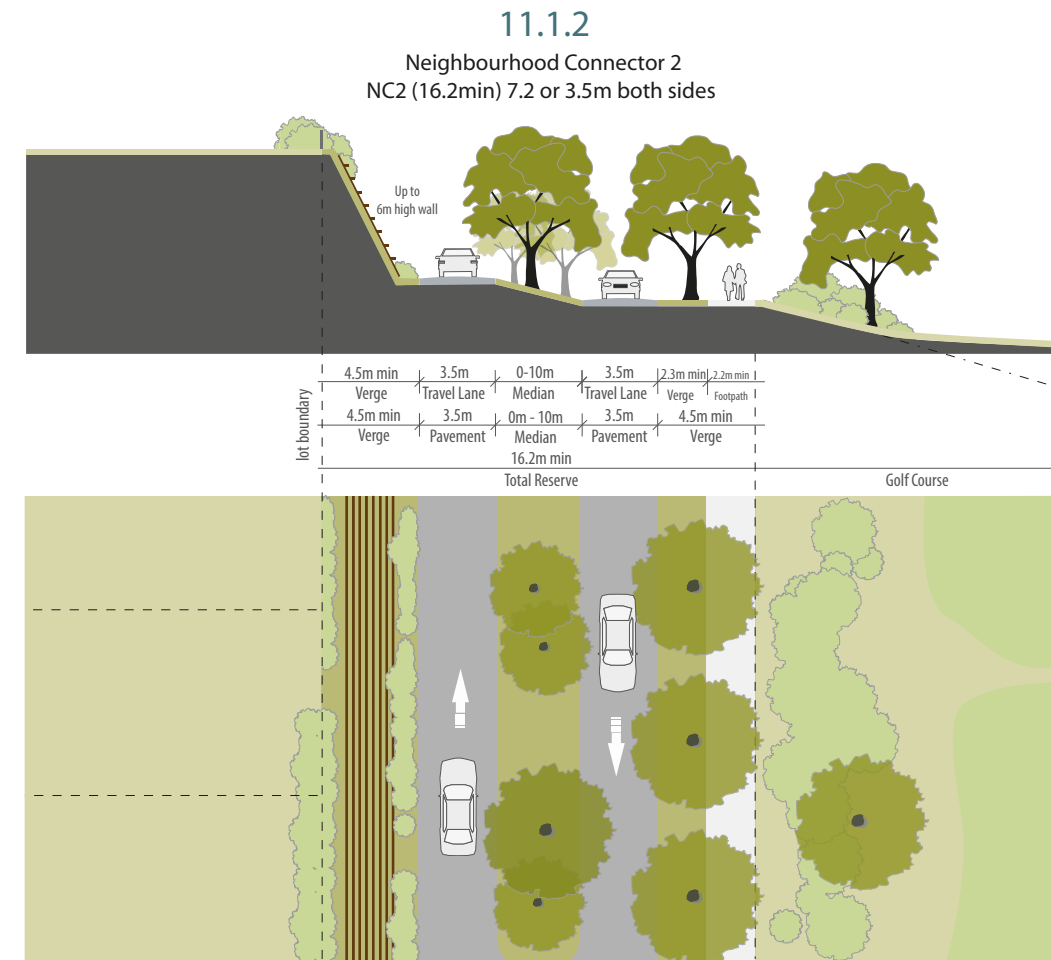 11.1.2
Neighbourhood Connector 2
NC2 (16.2min) 7.2 or 3.5m both sides
Up to
6m high wall
4.5m min 3.5m 0-10m 3.5m 2.3m min 2.2m min
Verge Travel Lane Median Travel Lane Verge Footpath
4.5m min 3.5m 0m - 10m 3.5m 4.5m min
Verge Pavement Median Pavement Verge
16.2m min
Total Reserve Golf Course
lot boundary